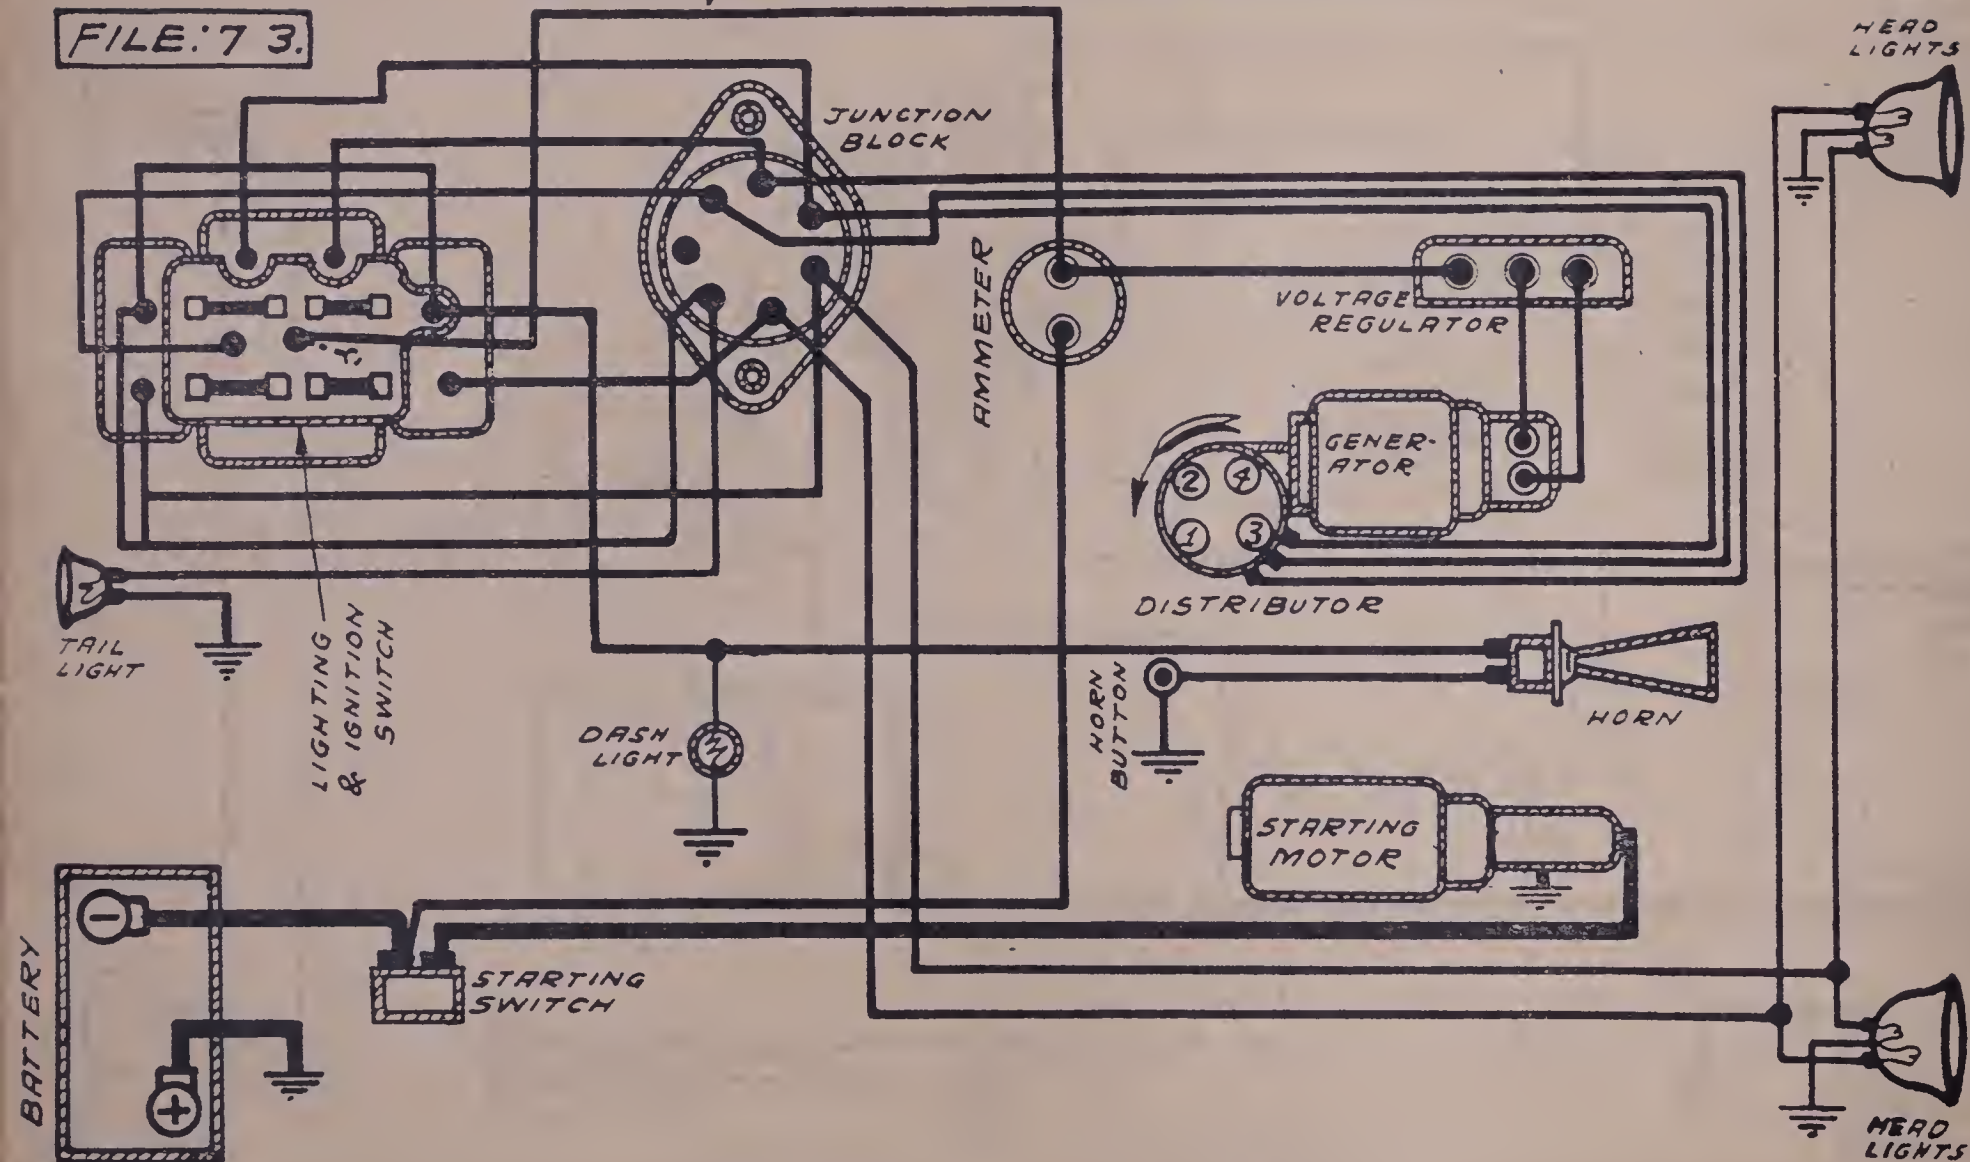 FILE:73.
HEAD
LIGHTS
JUNCTION
BLOCK
AMMETER
VOLTAGE
REGULATOR
GENER-
ATOR
2 4
1 3
DISTRIBUTOR
TAIL
LIGHT
LIGHTING
& IGNITION
SWITCH
DASH
LIGHT
HORN
BUTTON
HORN
STARTING
MOTOR
BATTERY
−
+
STARTING
SWITCH
HEAD
LIGHTS